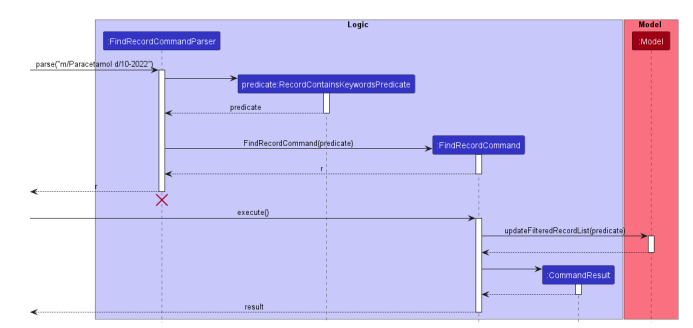 Logic
Model
:FindRecordCommandParser
:Model
parse("m/Paracetamol d/10-2022")
predicate:RecordContainsKeywordsPredicate
predicate
FindRecordCommand(predicate)
:FindRecordCommand
r
r
execute()
updateFilteredRecordList(predicate)
:CommandResult
result